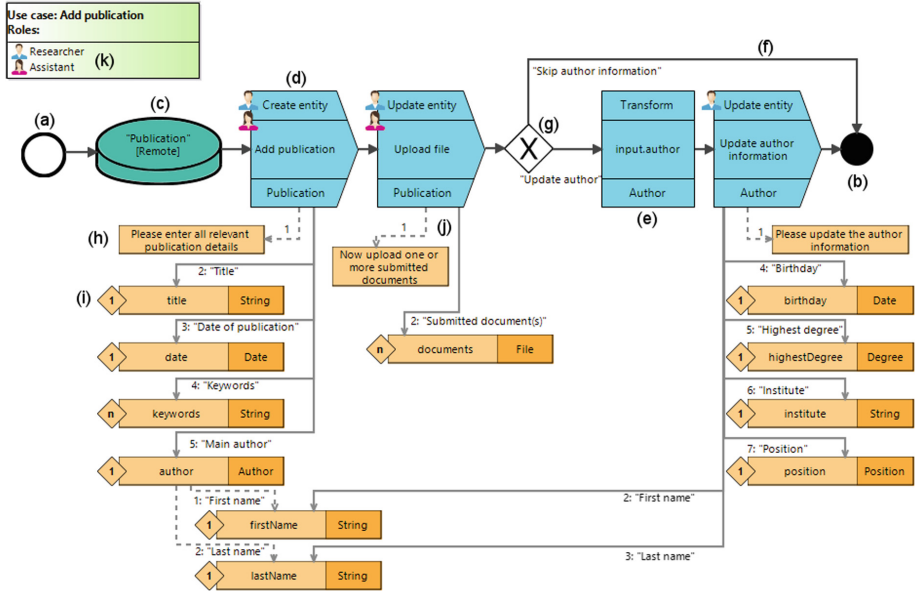 Use case: Add publication
Roles:
Researcher
Assistant
(k)
(a)
(c)
"Publication"
[Remote]
(d)
Create entity
Add publication
Publication
Update entity
Upload file
Publication
(j)
(f)
"Skip author information"
(g)
X
"Update author"
Transform
input.author
Author
(e)
Update entity
Update author
information
Author
(b)
(h)
Please enter all relevant
publication details
1
1
Now upload one or
more submitted
documents
1
Please update the author
information
2: "Title"
(i)
1
title
String
3: "Date of publication"
1
date
Date
4: "Keywords"
n
keywords
String
5: "Main author"
1
author
Author
1: "First name"
1
firstName
String
2: "Last name"
1
lastName
String
2: "Submitted document(s)"
n
documents
File
4: "Birthday"
1
birthday
Date
5: "Highest degree"
1
highestDegree
Degree
6: "Institute"
1
institute
String
7: "Position"
1
position
Position
2: "First name"
3: "Last name"